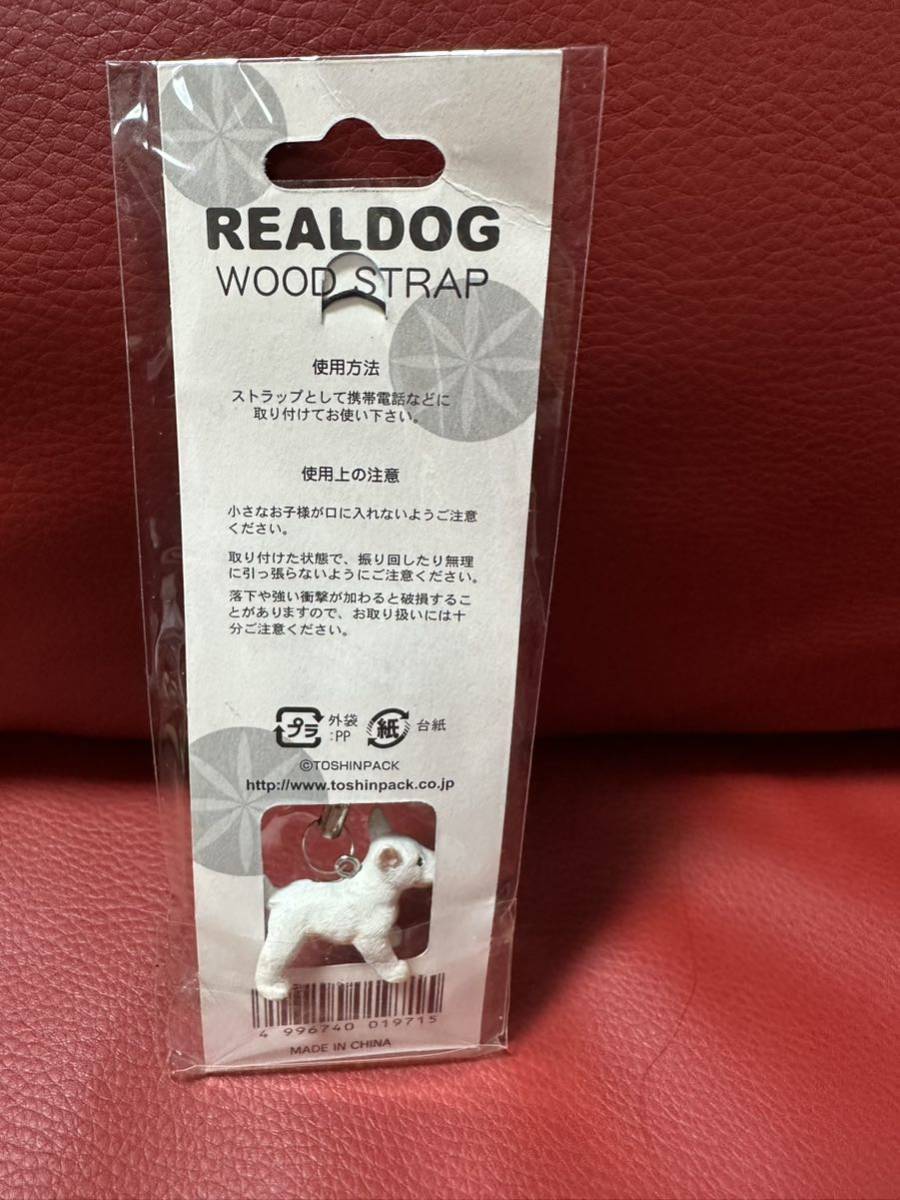 REALDOG
WOOD STRAP
使用方法
ストラップとして携帯電話などに
取り付けてお使い下さい。
使用上の注意
小さなお子様が口に入れないようご注意
ください。
取り付けた状態で、振り回したり無理
に引っ張らないようにご注意ください。
落下や強い衝撃が加わると破損するこ
とがありますので、お取り扱いには十
分ご注意ください。
プラ 外袋 紙 台紙
:PP
©TOSHINPACK
http://www.toshinpack.co.jp
4 996740 019715
MADE IN CHINA